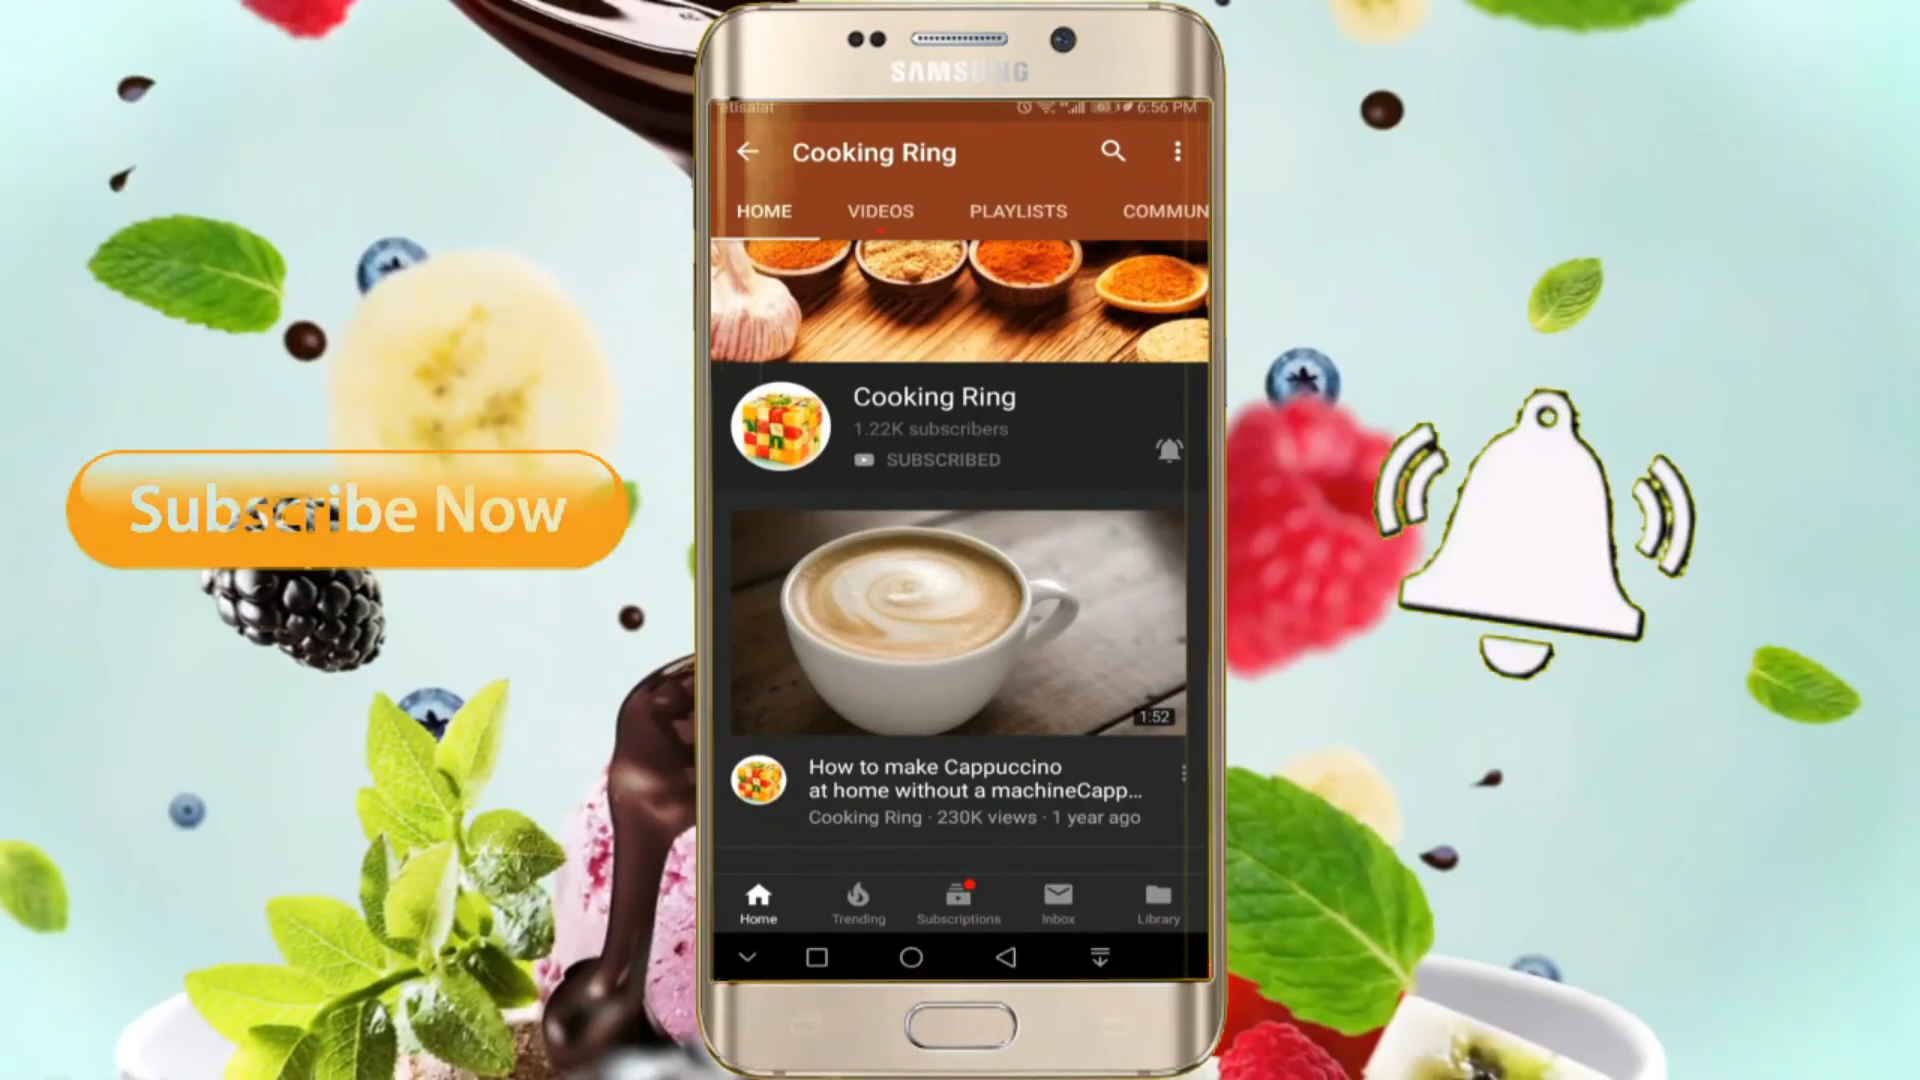 SAMSUNG
etisalat
6:56 PM
Cooking Ring
HOME VIDEOS PLAYLISTS COMMUN
Cooking Ring
1.22K subscribers
SUBSCRIBED
Subscribe Now
1:52
How to make Cappuccino
at home without a machineCapp...
Cooking Ring · 230K views · 1 year ago
Home Trending Subscriptions Inbox Library